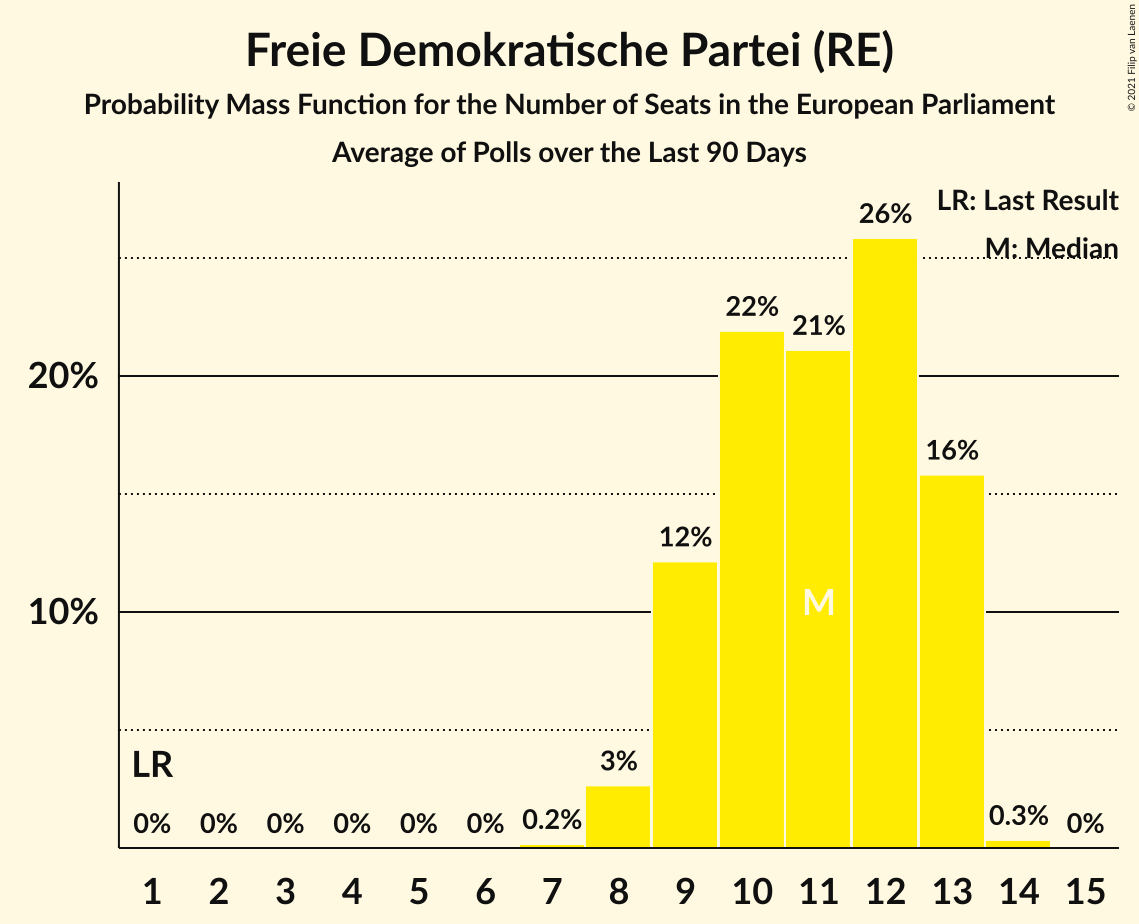 Freie Demokratische Partei (RE)
Probability Mass Function for the Number of Seats in the European Parliament
Average of Polls over the Last 90 Days
© 2021 Filip van Laenen
LR: Last Result
M: Median
26%
22%
21%
20%
16%
12%
10%
M
LR
3%
0% 0% 0% 0% 0% 0% 0.2% 0.3% 0%
1 2 3 4 5 6 7 8 9 10 11 12 13 14 15